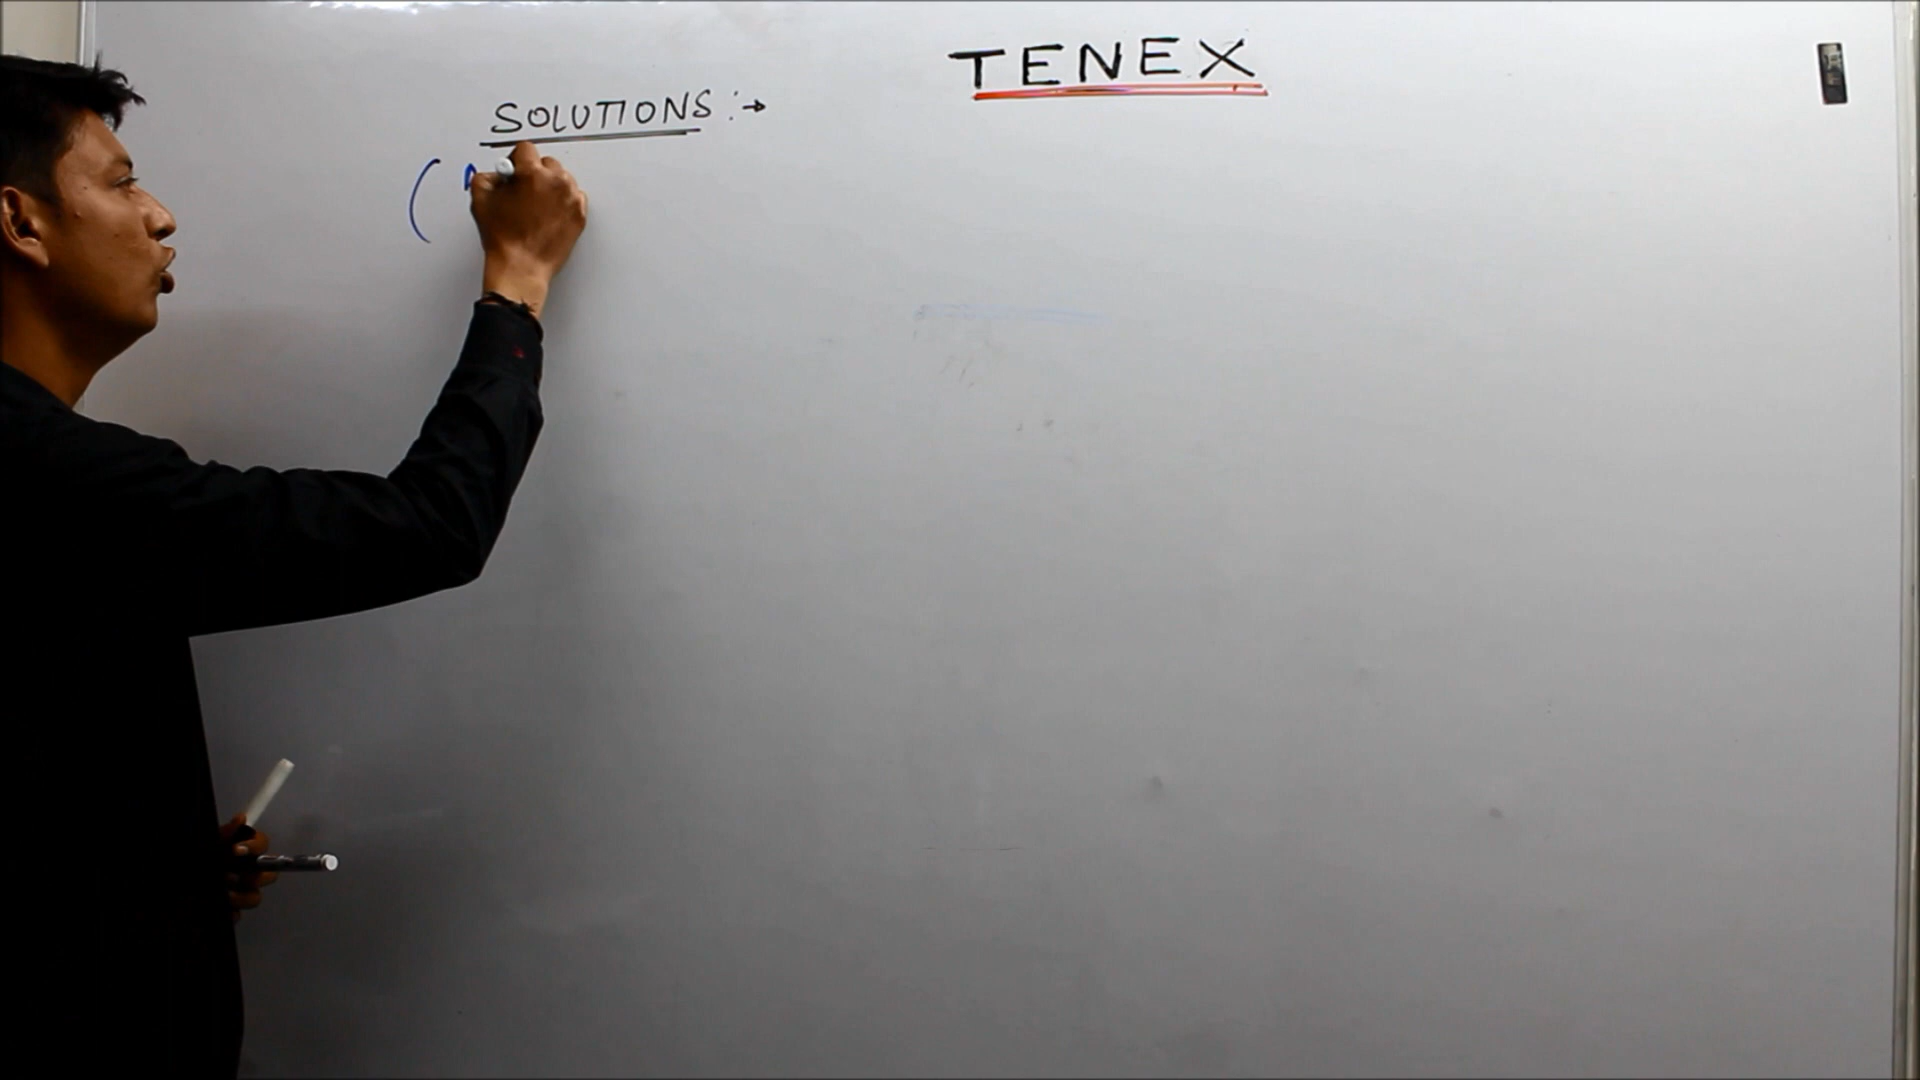 TENEX
SOLUTIONS :→
(